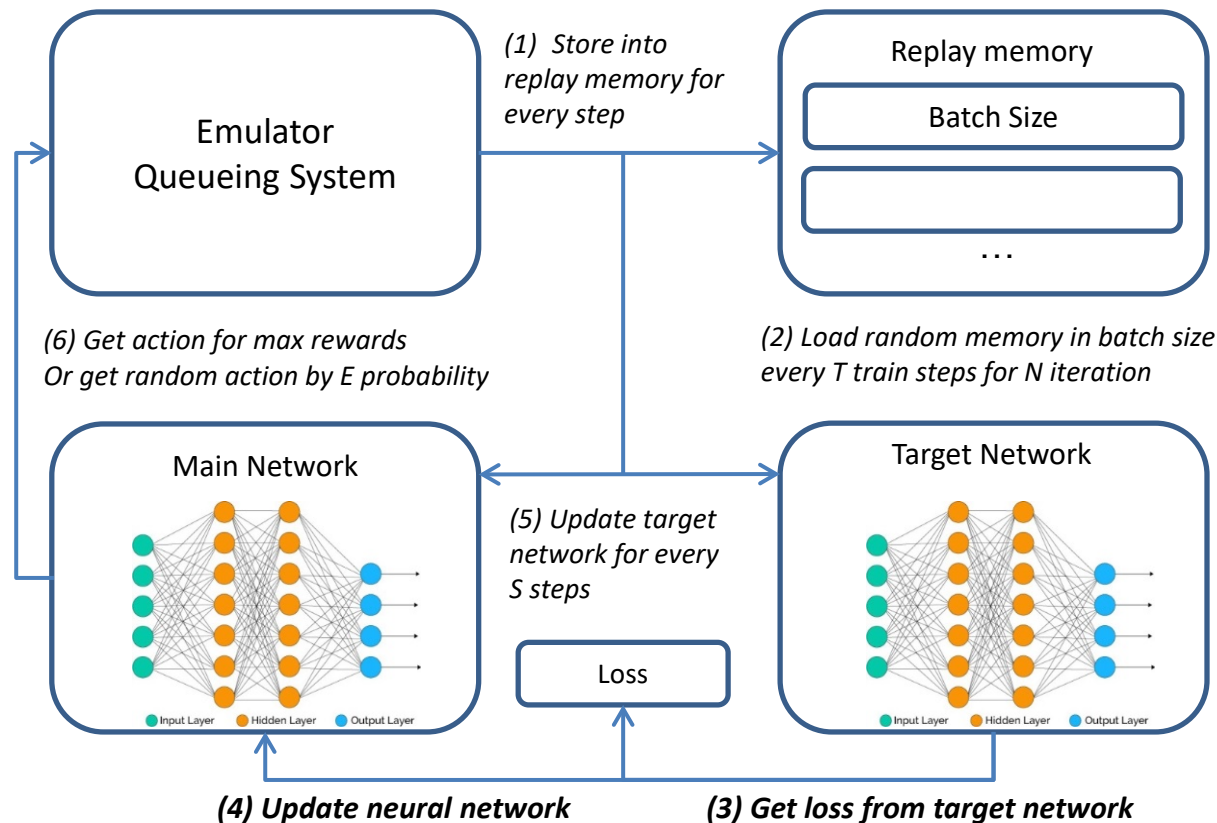 Emulator
Queueing System
(1) Store into
replay memory for
every step
Replay memory
Batch Size
...
(6) Get action for max rewards
Or get random action by E probability
(2) Load random memory in batch size
every T train steps for N iteration
Main Network
Input Layer Hidden Layer Output Layer
(5) Update target
network for every
S steps
Loss
Target Network
Input Layer Hidden Layer Output Layer
(4) Update neural network
(3) Get loss from target network